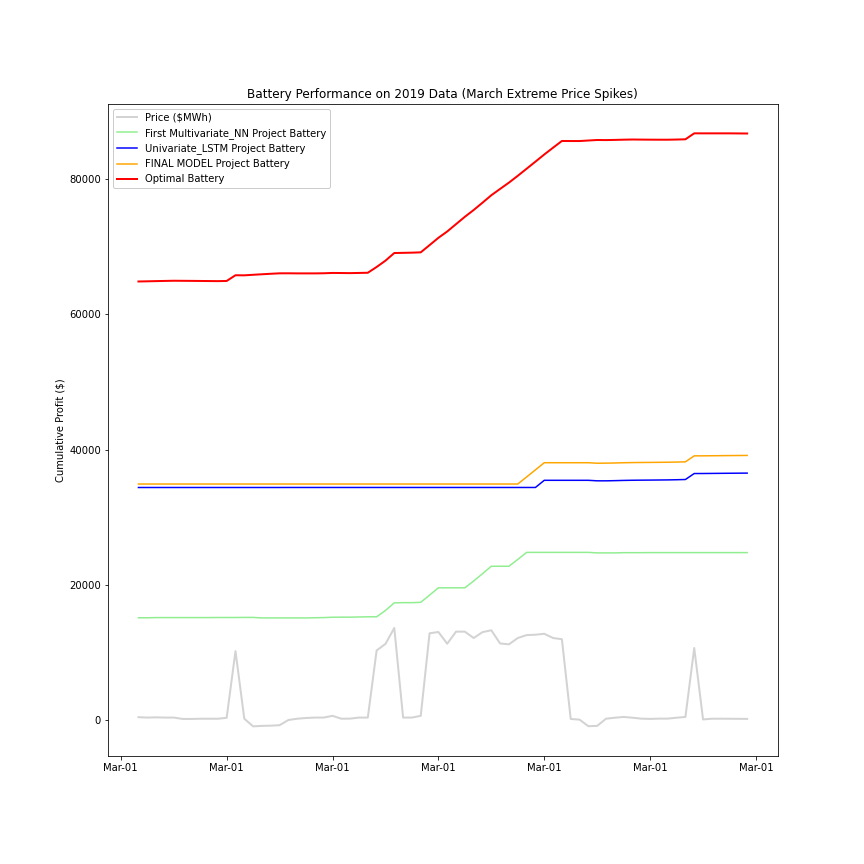 Battery Performance on 2019 Data (March Extreme Price Spikes)
Price ($MWh)
First Multivariate_NN Project Battery
Univariate_LSTM Project Battery
FINAL MODEL Project Battery
Optimal Battery
Cumulative Profit ($)
80000
60000
40000
20000
0
Mar-01 Mar-01 Mar-01 Mar-01 Mar-01 Mar-01 Mar-01